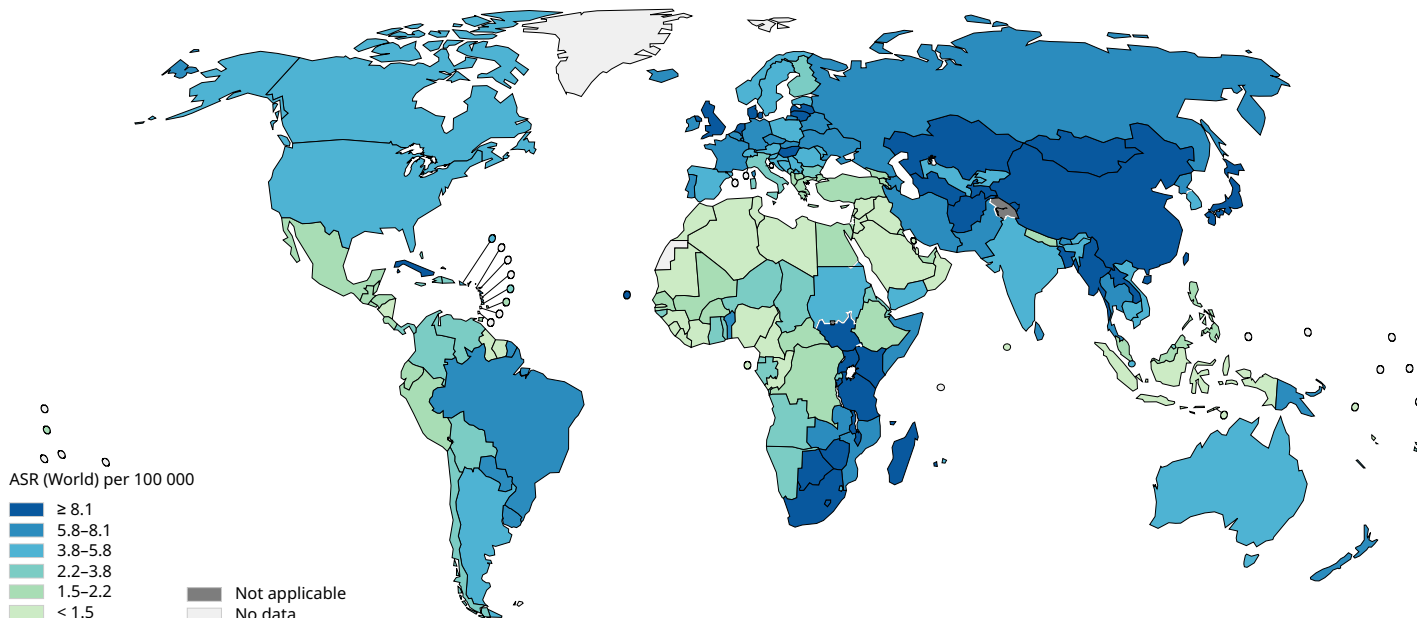 ASR (World) per 100 000
≥ 8.1
5.8–8.1
3.8–5.8
2.2–3.8
1.5–2.2
< 1.5
Not applicable
No data